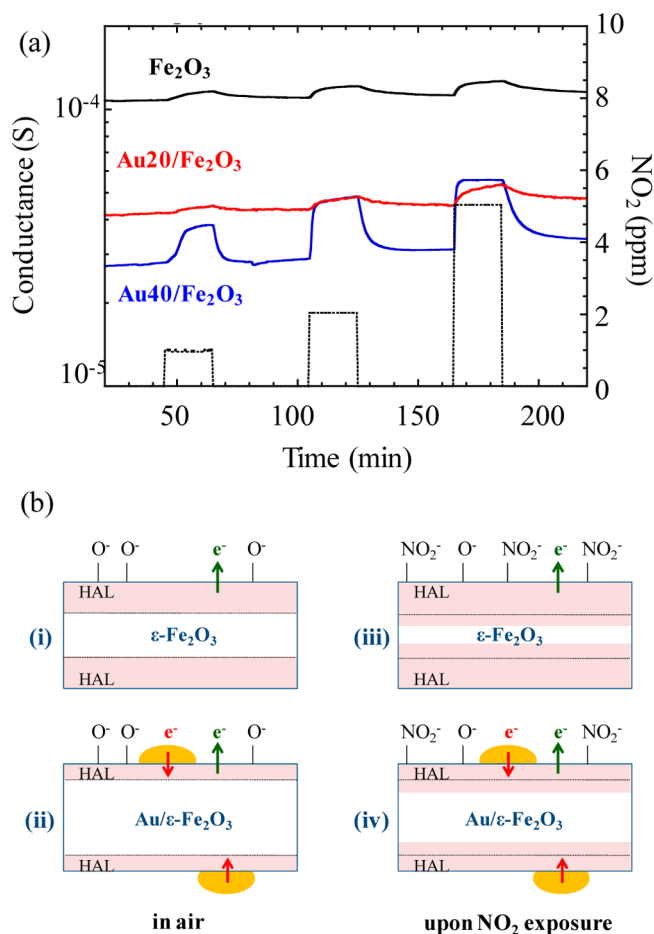 (a)
Fe₂O₃
Au20/Fe₂O₃
Au40/Fe₂O₃
Conductance (S)
10⁻⁴
10⁻⁵
10
8
6
4
2
0
NO₂ (ppm)
50 100 150 200
Time (min)
(b)
O⁻ O⁻ e⁻ O⁻
HAL
(i) ε-Fe₂O₃
HAL
NO₂⁻ O⁻ NO₂⁻ e⁻ NO₂⁻
HAL
(iii) ε-Fe₂O₃
HAL
O⁻ O⁻ e⁻ e⁻ O⁻
HAL
(ii) Au/ε-Fe₂O₃
HAL
in air
NO₂⁻ O⁻ e⁻ e⁻ NO₂⁻
HAL
(iv) Au/ε-Fe₂O₃
HAL
upon NO₂ exposure